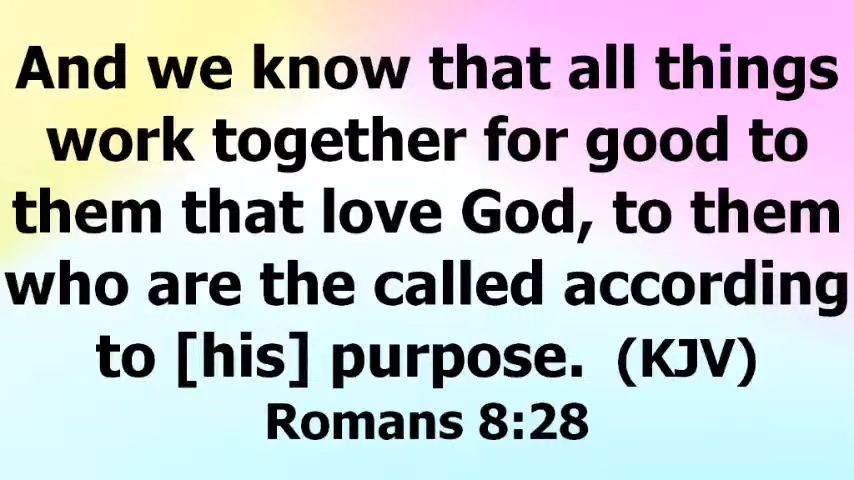 And we know that all things
work together for good to
them that love God, to them
who are the called according
to [his] purpose. (KJV)
Romans 8:28